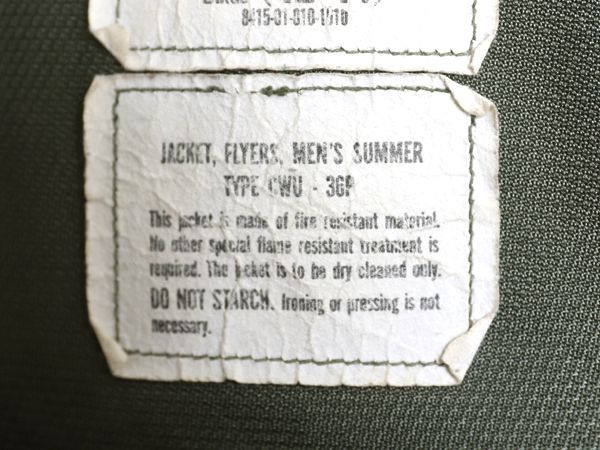 8415-01-010-1910
JACKET, FLYERS, MEN'S SUMMER
TYPE CWU - 36P
This jacket is made of fire resistant material.
No other special flame resistant treatment is
required. The jacket is to be dry cleaned only.
DO NOT STARCH. Ironing or pressing is not
necessary.